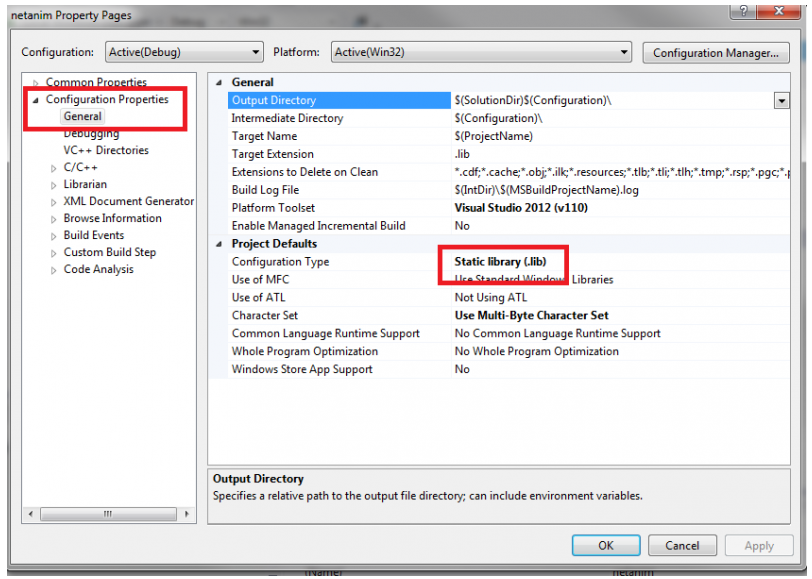 netanim Property Pages
Configuration: Active(Debug) Platform: Active(Win32) Configuration Manager...
Common Properties
Configuration Properties
General
Debugging
VC++ Directories
C/C++
Librarian
XML Document Generator
Browse Information
Build Events
Custom Build Step
Code Analysis
General
Output Directory $(SolutionDir)$(Configuration)\
Intermediate Directory $(Configuration)\
Target Name $(ProjectName)
Target Extension .lib
Extensions to Delete on Clean *.cdf;*.cache;*.obj;*.ilk;*.resources;*.tlb;*.tli;*.tlh;*.tmp;*.rsp;*.pgc;*.p
Build Log File $(IntDir)\$(MSBuildProjectName).log
Platform Toolset Visual Studio 2012 (v110)
Enable Managed Incremental Build No
Project Defaults
Configuration Type Static library (.lib)
Use of MFC Use Standard Windows Libraries
Use of ATL Not Using ATL
Character Set Use Multi-Byte Character Set
Common Language Runtime Support No Common Language Runtime Support
Whole Program Optimization No Whole Program Optimization
Windows Store App Support No
Output Directory
Specifies a relative path to the output file directory; can include environment variables.
OK Cancel Apply
(Name) netanim